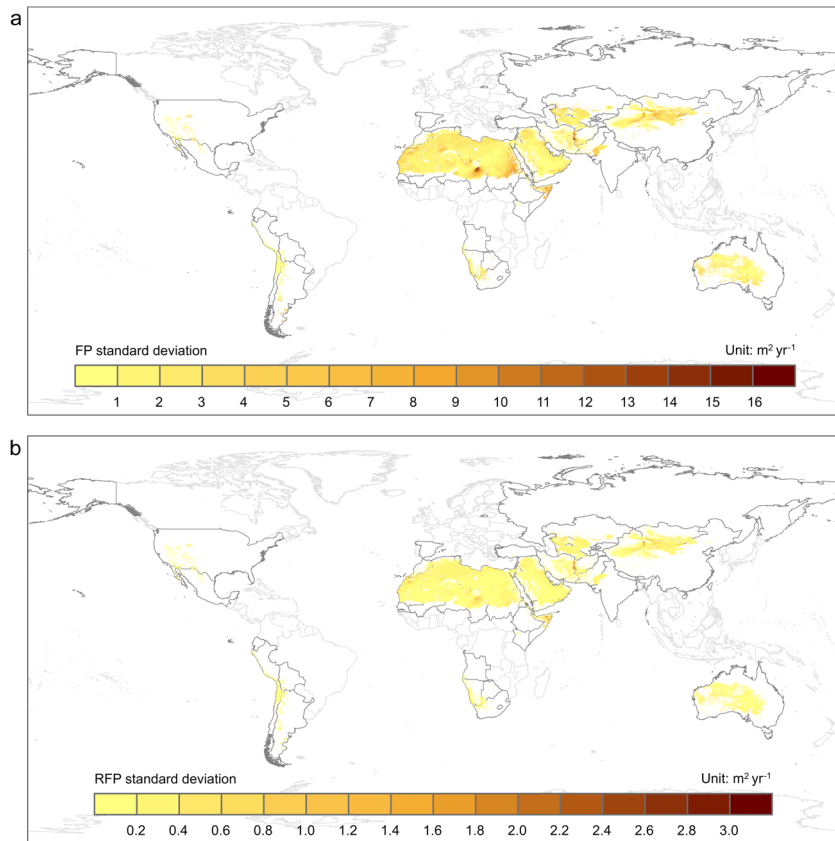 a
FP standard deviation Unit: m² yr⁻¹
1 2 3 4 5 6 7 8 9 10 11 12 13 14 15 16
b
RFP standard deviation Unit: m² yr⁻¹
0.2 0.4 0.6 0.8 1.0 1.2 1.4 1.6 1.8 2.0 2.2 2.4 2.6 2.8 3.0